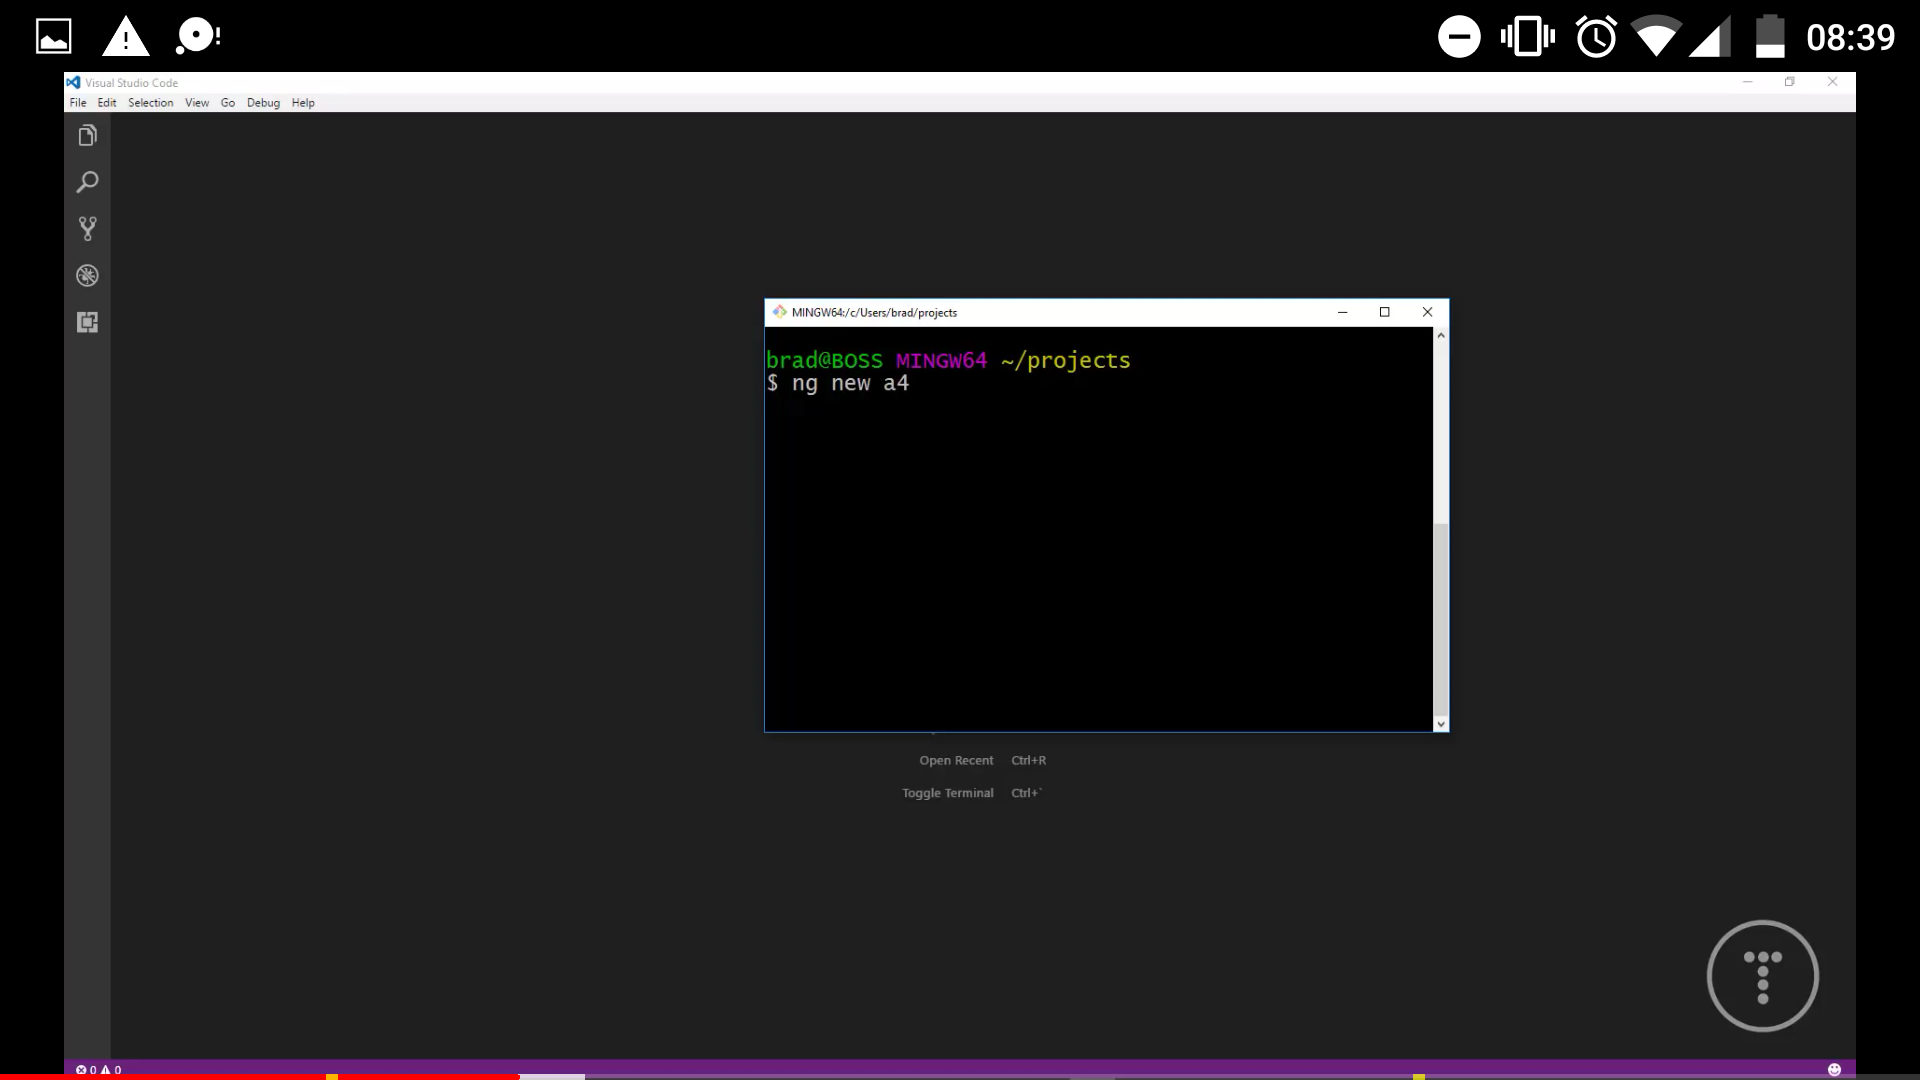 08:39
Visual Studio Code
File Edit Selection View Go Debug Help
MINGW64:/c/Users/brad/projects
brad@BOSS MINGW64 ~/projects
$ ng new a4
Open Recent Ctrl+R
Toggle Terminal Ctrl+`
0 0